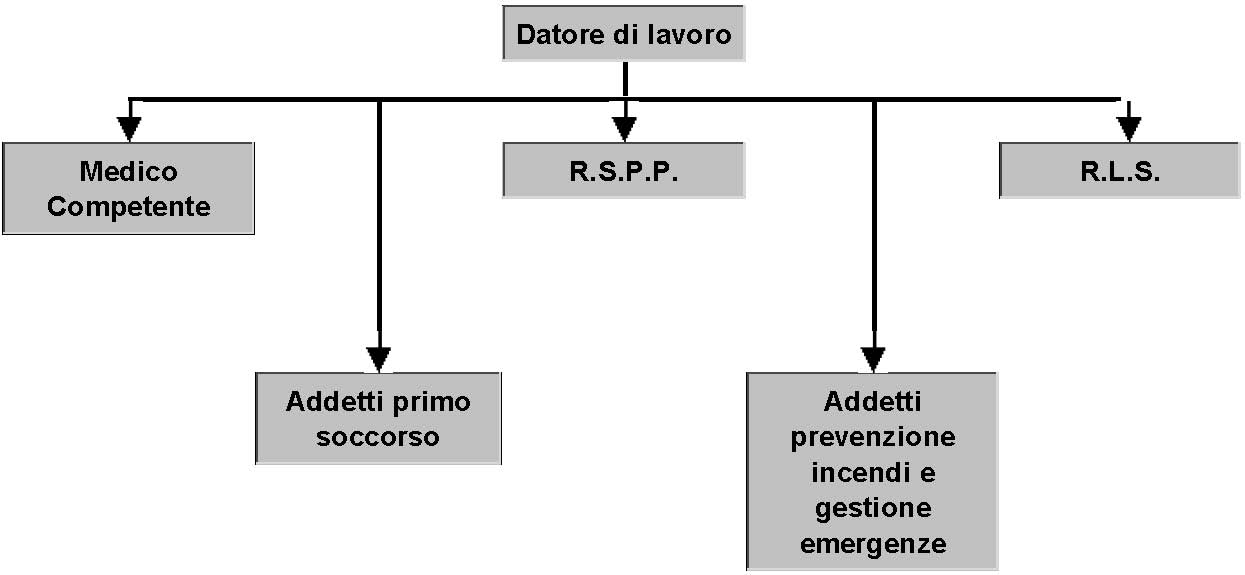 Datore di lavoro
Medico
Competente
R.S.P.P.
R.L.S.
Addetti primo
soccorso
Addetti
prevenzione
incendi e
gestione
emergenze